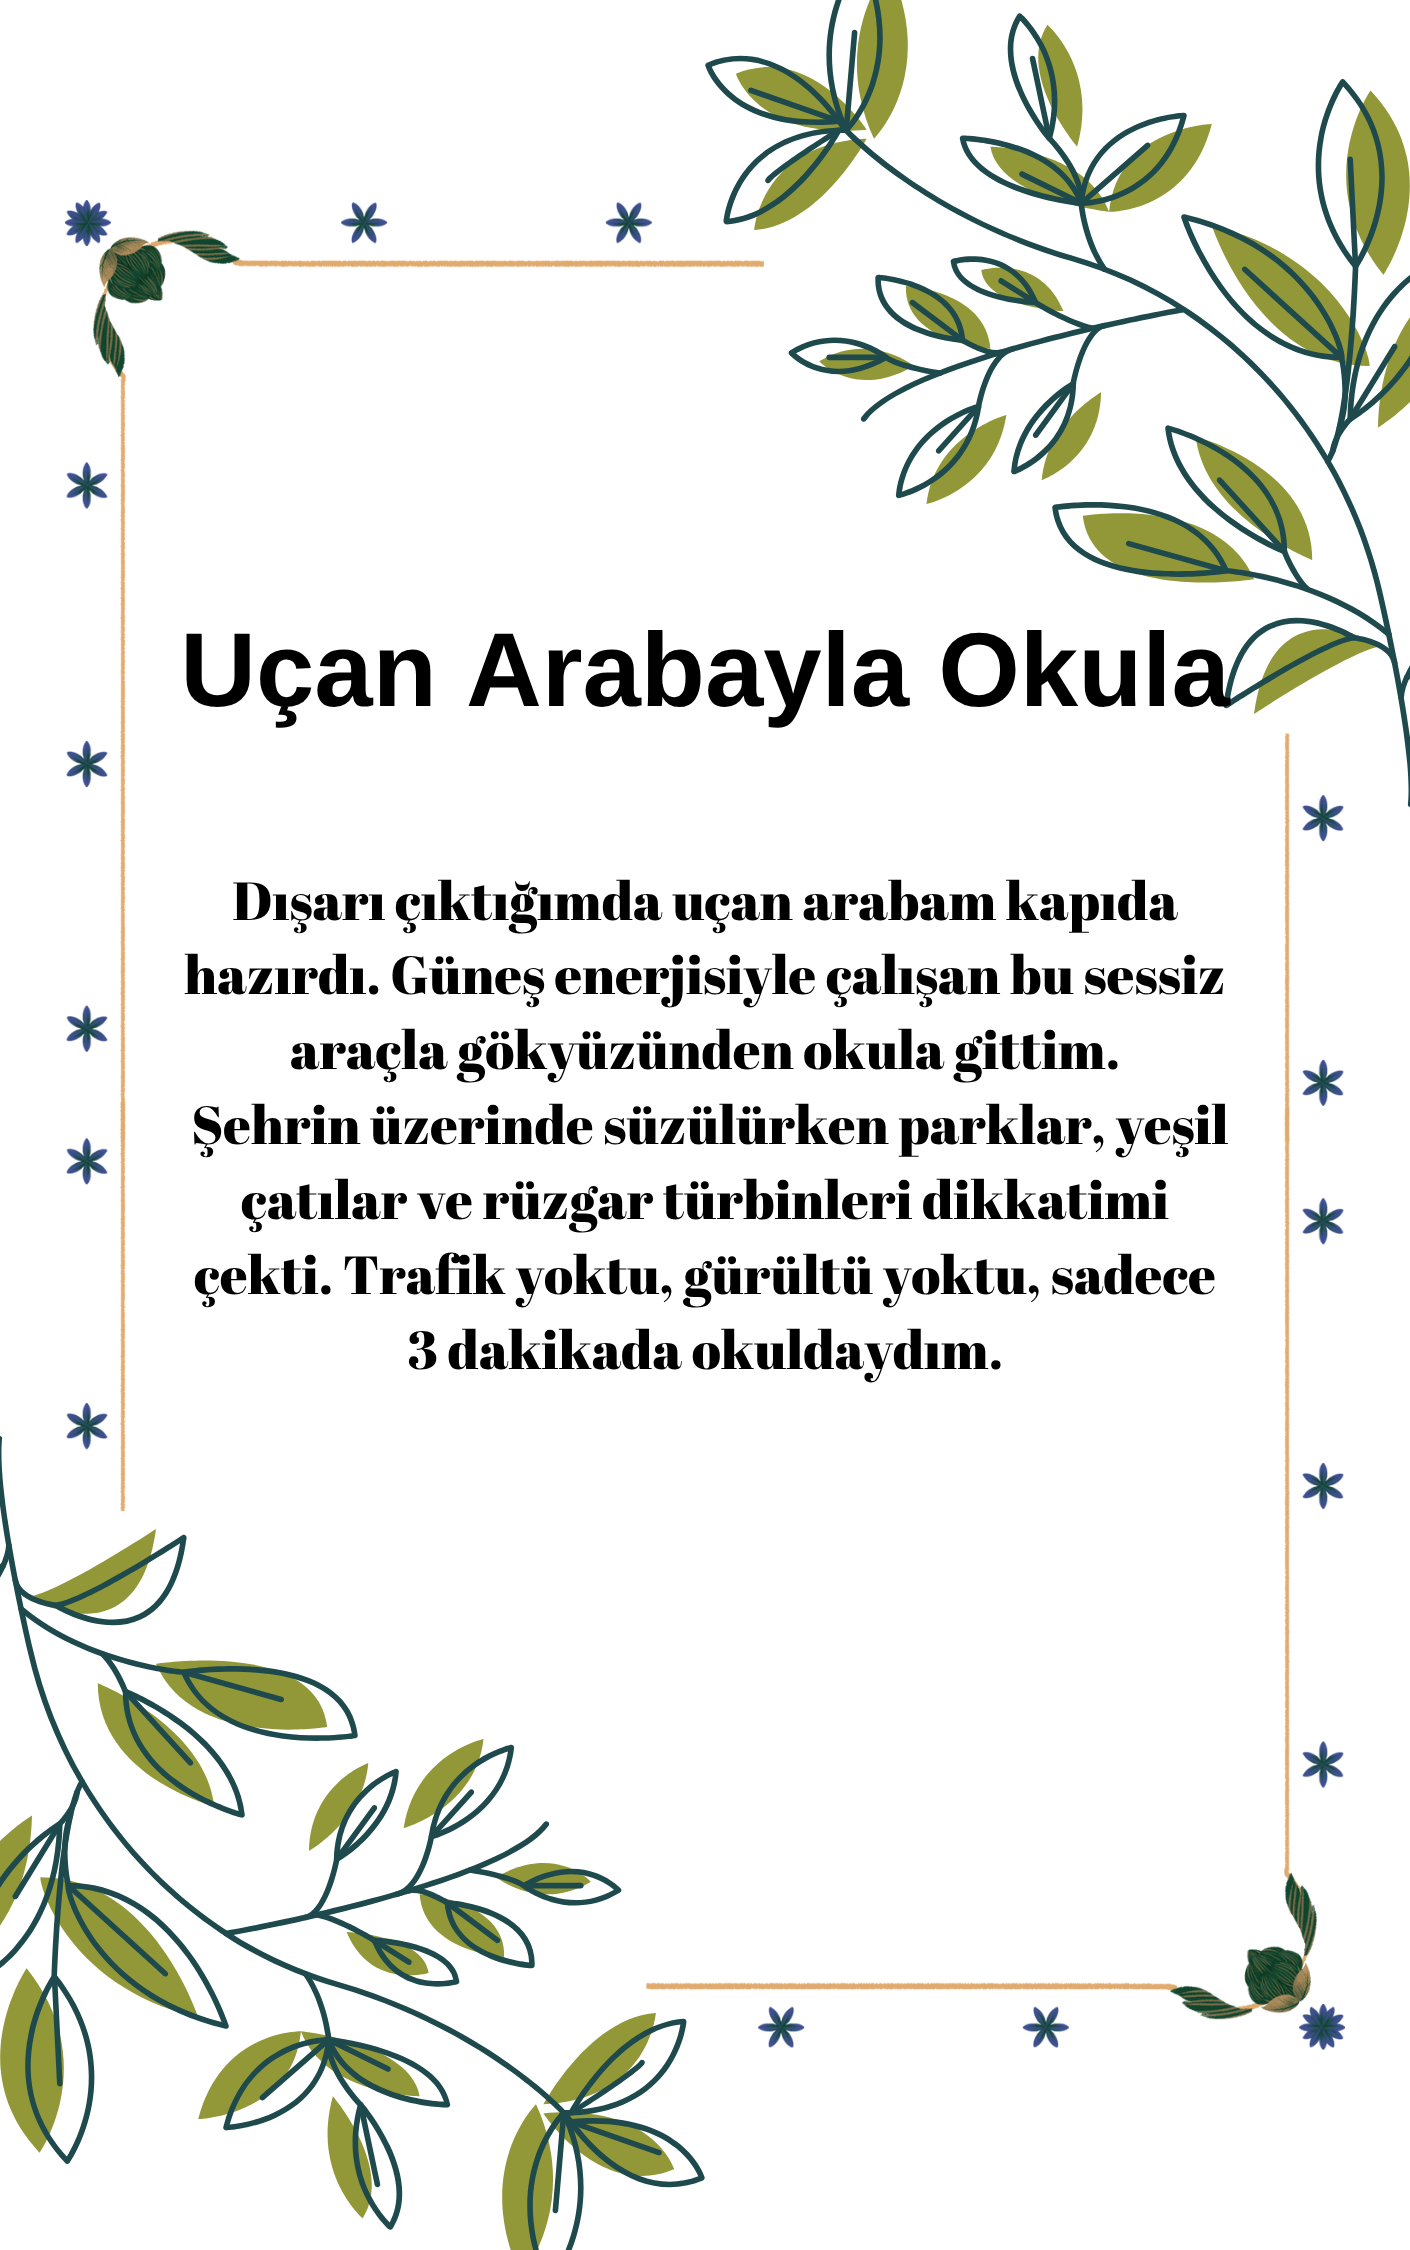 Uçan Arabayla Okula
Dışarı çıktığımda uçan arabam kapıda
hazırdı. Güneş enerjisiyle çalışan bu sessiz
araçla gökyüzünden okula gittim.
Şehrin üzerinde süzülürken parklar, yeşil
çatılar ve rüzgar türbinleri dikkatimi
çekti. Trafik yoktu, gürültü yoktu, sadece
3 dakikada okuldaydım.